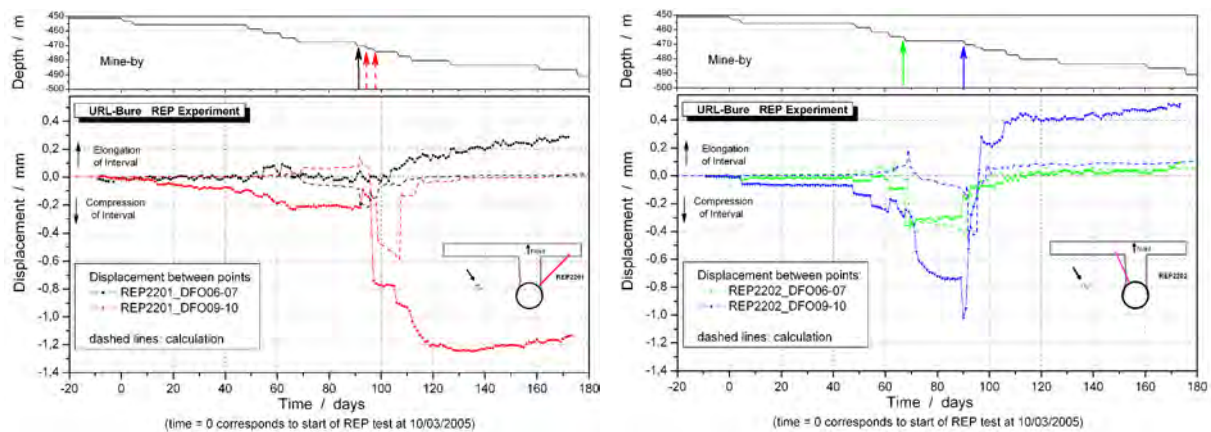 -450
-460
-470
-480
-490
-500
Depth / m
Mine-by
URL-Bure REP Experiment
0,4
0,2
0,0
-0,2
-0,4
-0,6
-0,8
-1,0
-1,2
-1,4
Displacement / mm
Elongation
of Interval
Compression
of Interval
North
REP2201
Displacement between points:
REP2201_DFO06-07
REP2201_DFO09-10
dashed lines: calculation
-20 0 20 40 60 80 100 120 140 160 180
Time / days
(time = 0 corresponds to start of REP test at 10/03/2005)
-450
-460
-470
-480
-490
-500
Depth / m
Mine-by
URL-Bure REP Experiment
0,4
0,2
0,0
-0,2
-0,4
-0,6
-0,8
-1,0
-1,2
-1,4
Displacement / mm
Elongation
of Interval
Compression
of Interval
North
REP2202
Displacement between points:
REP2202_DFO06-07
REP2202_DFO09-10
dashed lines: calculation
-20 0 20 40 60 80 100 120 140 160 180
Time / days
(time = 0 corresponds to start of REP test at 10/03/2005)